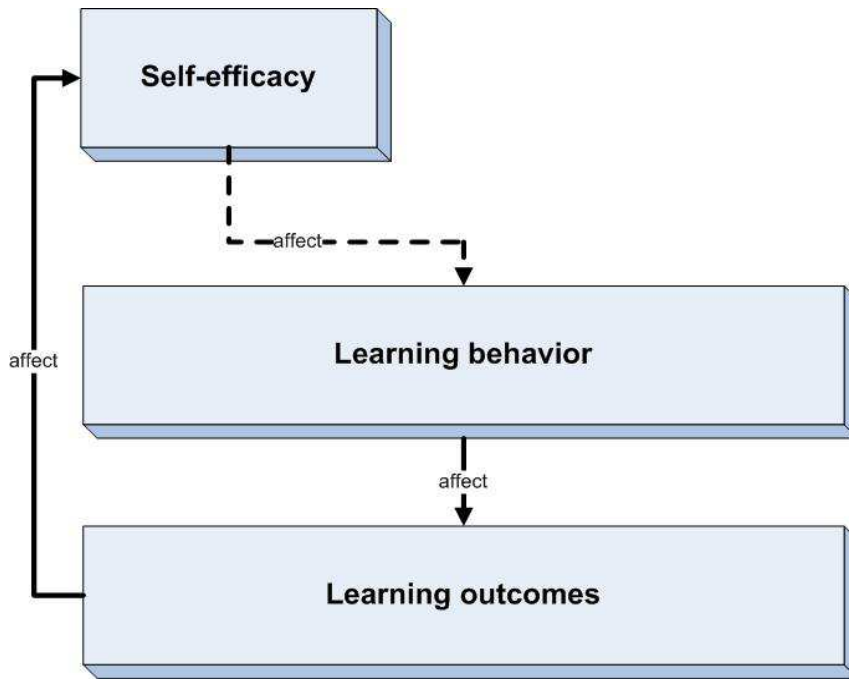 Self-efficacy
affect
Learning behavior
affect
affect
Learning outcomes